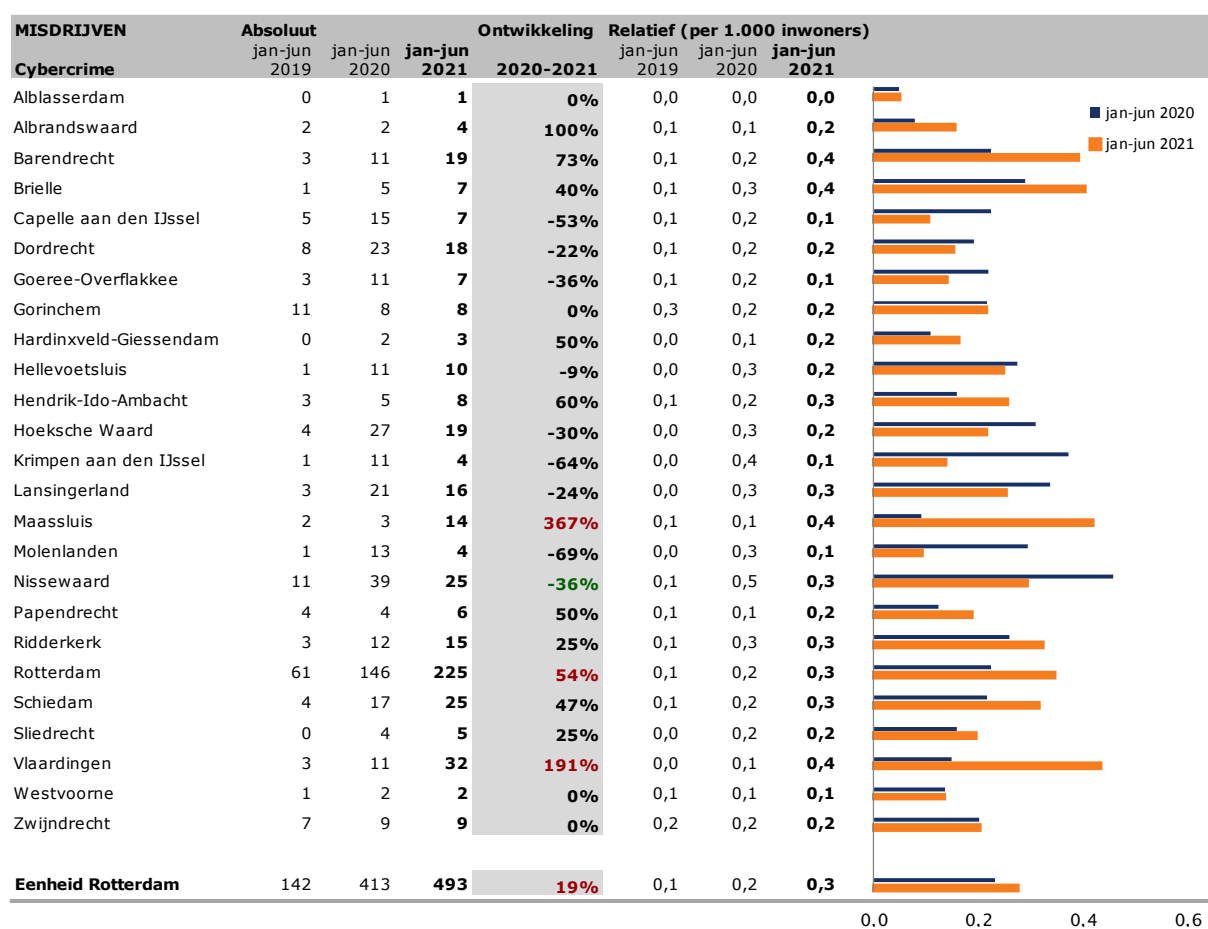 MISDRIJVEN Absoluut Ontwikkeling Relatief (per 1.000 inwoners)
jan-jun jan-jun jan-jun jan-jun jan-jun jan-jun
Cybercrime 2019 2020 2021 2020-2021 2019 2020 2021
Alblasserdam 0 1 1 0% 0,0 0,0 0,0
jan-jun 2020
Albrandswaard 2 2 4 100% 0,1 0,1 0,2
jan-jun 2021
Barendrecht 3 11 19 73% 0,1 0,2 0,4
Brielle 1 5 7 40% 0,1 0,3 0,4
Capelle aan den IJssel 5 15 7 -53% 0,1 0,2 0,1
Dordrecht 8 23 18 -22% 0,1 0,2 0,2
Goeree-Overflakkee 3 11 7 -36% 0,1 0,2 0,1
Gorinchem 11 8 8 0% 0,3 0,2 0,2
Hardinxveld-Giessendam 0 2 3 50% 0,0 0,1 0,2
Hellevoetsluis 1 11 10 -9% 0,0 0,3 0,2
Hendrik-Ido-Ambacht 3 5 8 60% 0,1 0,2 0,3
Hoeksche Waard 4 27 19 -30% 0,0 0,3 0,2
Krimpen aan den IJssel 1 11 4 -64% 0,0 0,4 0,1
Lansingerland 3 21 16 -24% 0,0 0,3 0,3
Maassluis 2 3 14 367% 0,1 0,1 0,4
Molenlanden 1 13 4 -69% 0,0 0,3 0,1
Nissewaard 11 39 25 -36% 0,1 0,5 0,3
Papendrecht 4 4 6 50% 0,1 0,1 0,2
Ridderkerk 3 12 15 25% 0,1 0,3 0,3
Rotterdam 61 146 225 54% 0,1 0,2 0,3
Schiedam 4 17 25 47% 0,1 0,2 0,3
Sliedrecht 0 4 5 25% 0,0 0,2 0,2
Vlaardingen 3 11 32 191% 0,0 0,1 0,4
Westvoorne 1 2 2 0% 0,1 0,1 0,1
Zwijndrecht 7 9 9 0% 0,2 0,2 0,2
Eenheid Rotterdam 142 413 493 19% 0,1 0,2 0,3
0,0 0,2 0,4 0,6